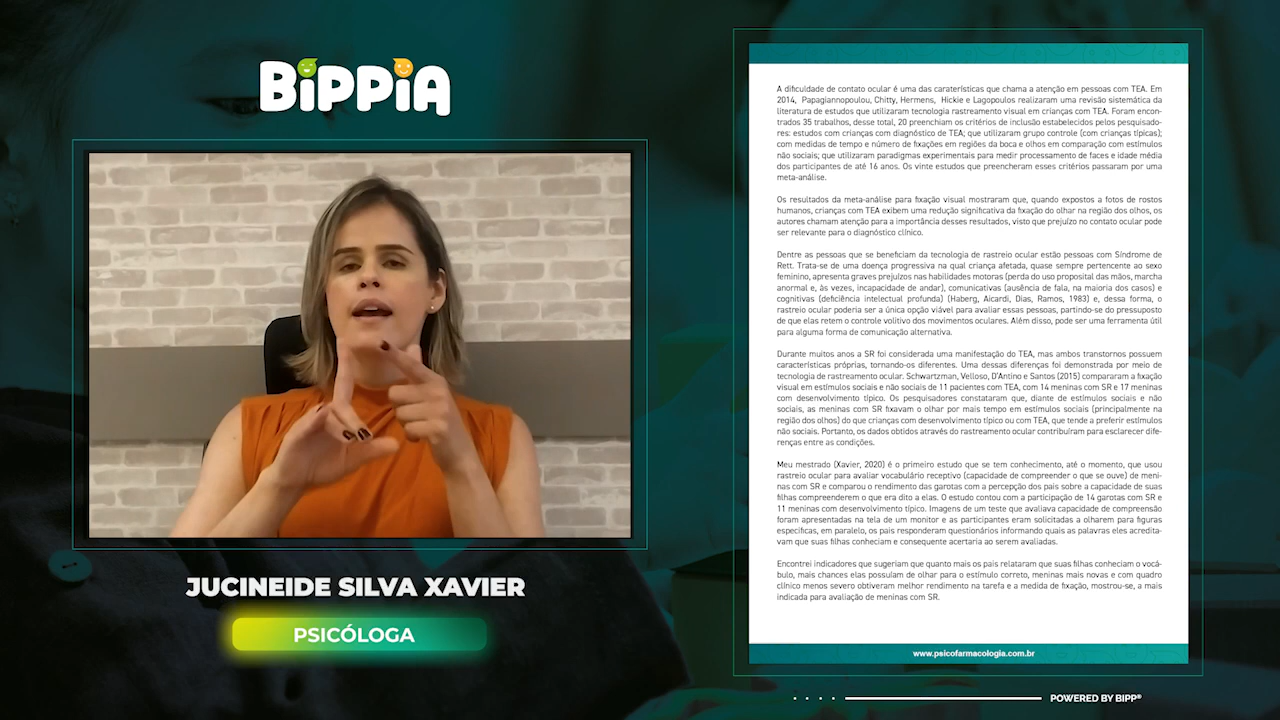 BiPPiA
JUCINEIDE SILVA XAVIER
PSICÓLOGA
A dificuldade de contato ocular é uma das caraterísticas que chama a atenção em pessoas com TEA. Em
2014, Papagiannopoulou, Chitty, Hermens, Hickie e Lagopoulos realizaram uma revisão sistemática da
literatura de estudos que utilizaram tecnologia rastreamento visual em crianças com TEA. Foram encon-
trados 35 trabalhos, desse total, 20 preenchiam os critérios de inclusão estabelecidos pelos pesquisado-
res: estudos com crianças com diagnóstico de TEA; que utilizaram grupo controle (com crianças típicas);
com medidas de tempo e número de fixações em regiões da boca e olhos em comparação com estímulos
não sociais; que utilizaram paradigmas experimentais para medir processamento de faces e idade média
dos participantes de até 16 anos. Os vinte estudos que preencheram esses critérios passaram por uma
meta-análise.
Os resultados da meta-análise para fixação visual mostraram que, quando expostos a fotos de rostos
humanos, crianças com TEA exibem uma redução significativa da fixação do olhar na região dos olhos, os
autores chamam atenção para a importância desses resultados, visto que prejuízo no contato ocular pode
ser relevante para o diagnóstico clínico.
Dentre as pessoas que se beneficiam da tecnologia de rastreio ocular estão pessoas com Síndrome de
Rett. Trata-se de uma doença progressiva na qual criança afetada, quase sempre pertencente ao sexo
feminino, apresenta graves prejuízos nas habilidades motoras (perda do uso proposital das mãos, marcha
anormal e, às vezes, incapacidade de andar), comunicativas (ausência de fala, na maioria dos casos) e
cognitivas (deficiência intelectual profunda) (Haberg, Aicardi, Dias, Ramos, 1983) e, dessa forma, o
rastreio ocular poderia ser a única opção viável para avaliar essas pessoas, partindo-se do pressuposto
de que elas retem o controle volitivo dos movimentos oculares. Além disso, pode ser uma ferramenta útil
para alguma forma de comunicação alternativa.
Durante muitos anos a SR foi considerada uma manifestação do TEA, mas ambos transtornos possuem
características próprias, tornando-os diferentes. Uma dessas diferenças foi demonstrada por meio de
tecnologia de rastreamento ocular. Schwartzman, Velloso, D'Antino e Santos (2015) compararam a fixação
visual em estímulos sociais e não sociais de 11 pacientes com TEA, com 14 meninas com SR e 17 meninas
com desenvolvimento típico. Os pesquisadores constataram que, diante de estímulos sociais e não
sociais, as meninas com SR fixavam o olhar por mais tempo em estímulos sociais (principalmente na
região dos olhos) do que crianças com desenvolvimento típico ou com TEA, que tende a preferir estímulos
não sociais. Portanto, os dados obtidos através do rastreamento ocular contribuíram para esclarecer dife-
renças entre as condições.
Meu mestrado (Xavier, 2020) é o primeiro estudo que se tem conhecimento, até o momento, que usou
rastreio ocular para avaliar vocabulário receptivo (capacidade de compreender o que se ouve) de meni-
nas com SR e comparou o rendimento das garotas com a percepção dos pais sobre a capacidade de suas
filhas compreenderem o que era dito a elas. O estudo contou com a participação de 14 garotas com SR e
11 meninas com desenvolvimento típico. Imagens de um teste que avaliava capacidade de compreensão
foram apresentadas na tela de um monitor e as participantes eram solicitadas a olharem para figuras
específicas, em paralelo, os pais responderam questionários informando quais as palavras eles acredita-
vam que suas filhas conheciam e consequente acertaria ao serem avaliadas.
Encontrei indicadores que sugeriam que quanto mais os pais relataram que suas filhas conheciam o vocá-
bulo, mais chances elas possuíam de olhar para o estímulo correto, meninas mais novas e com quadro
clínico menos severo obtiveram melhor rendimento na tarefa e a medida de fixação, mostrou-se, a mais
indicada para avaliação de meninas com SR.
www.psicofarmacologia.com.br
POWERED BY BIPP®